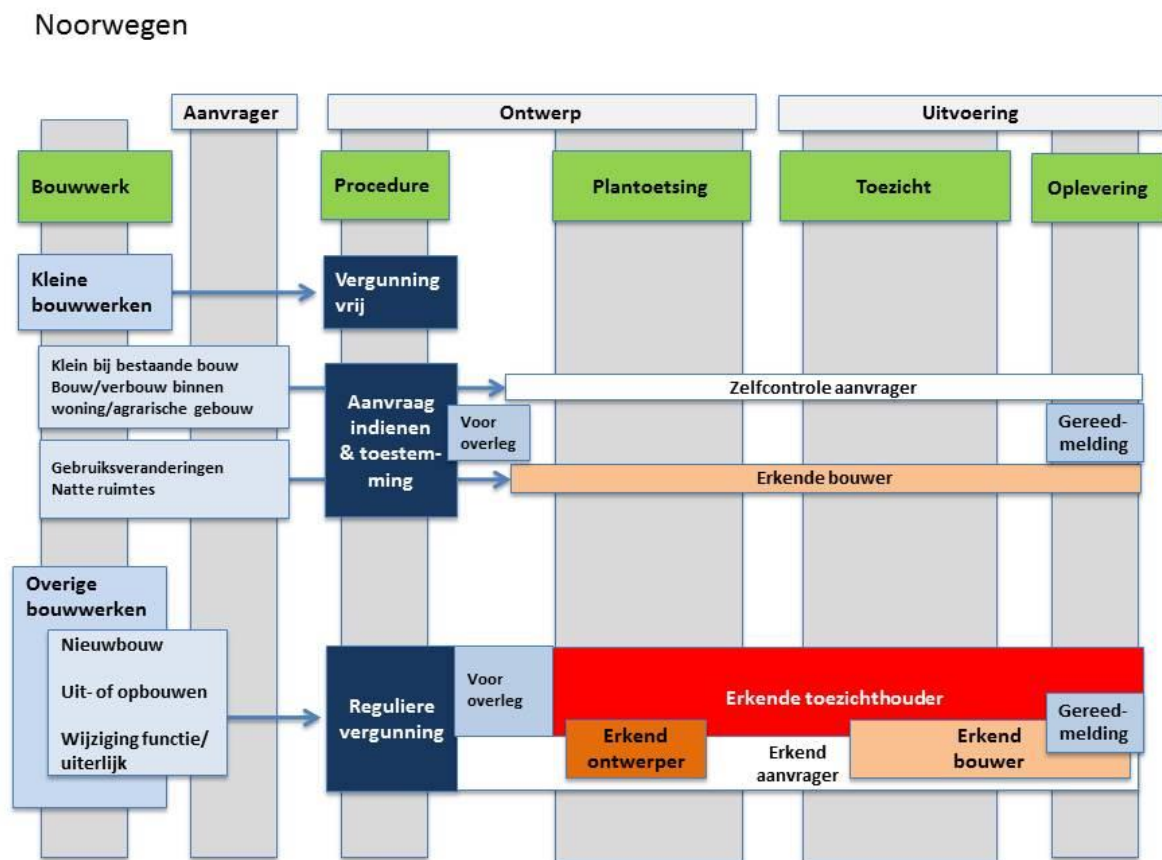 Noorwegen
Aanvrager
Ontwerp
Uitvoering
Bouwwerk
Procedure
Plantoetsing
Toezicht
Oplevering
Kleine
bouwwerken
Vergunning
vrij
Klein bij bestaande bouw
Bouw/verbouw binnen
woning/agrarische gebouw
Aanvraag
indienen
& toestem-
ming
Zelfcontrole aanvrager
Voor
overleg
Gereed-
melding
Gebruiksveranderingen
Natte ruimtes
Erkende bouwer
Overige
bouwwerken
Nieuwbouw
Uit- of opbouwen
Wijziging functie/
uiterlijk
Reguliere
vergunning
Voor
overleg
Erkende toezichthouder
Gereed-
melding
Erkend
ontwerper
Erkend
aanvrager
Erkend
bouwer